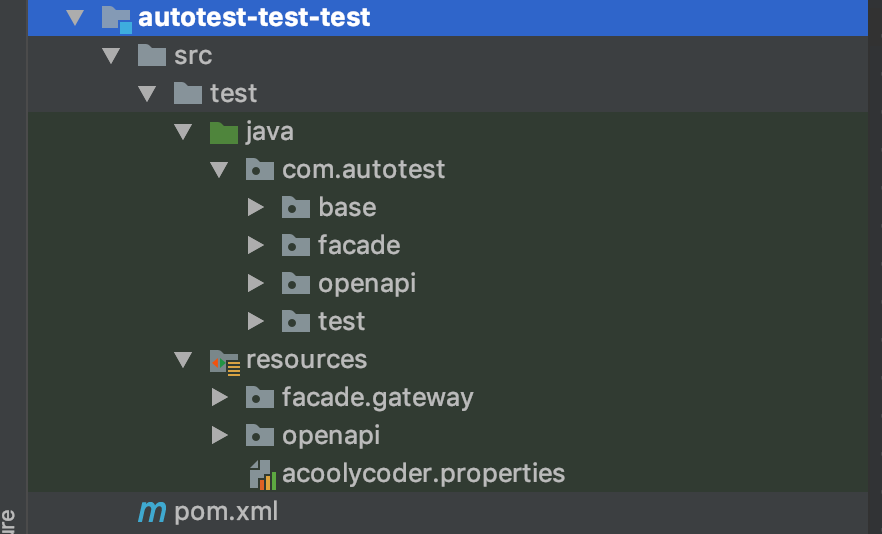 autotest-test-test
src
test
java
com.autotest
base
facade
openapi
test
resources
facade.gateway
openapi
acoolycoder.properties
m pom.xml
ure